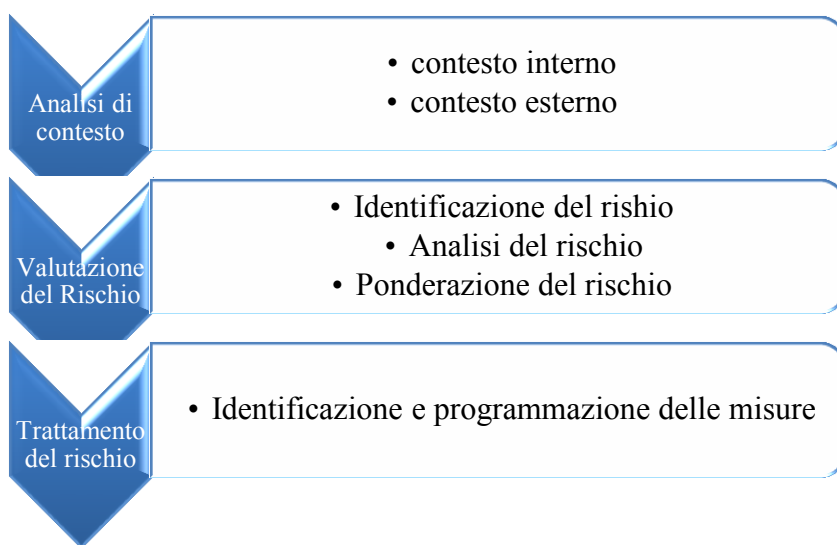 Analisi di
contesto
• contesto interno
• contesto esterno
Valutazione
del Rischio
• Identificazione del rishio
• Analisi del rischio
• Ponderazione del rischio
Trattamento
del rischio
• Identificazione e programmazione delle misure